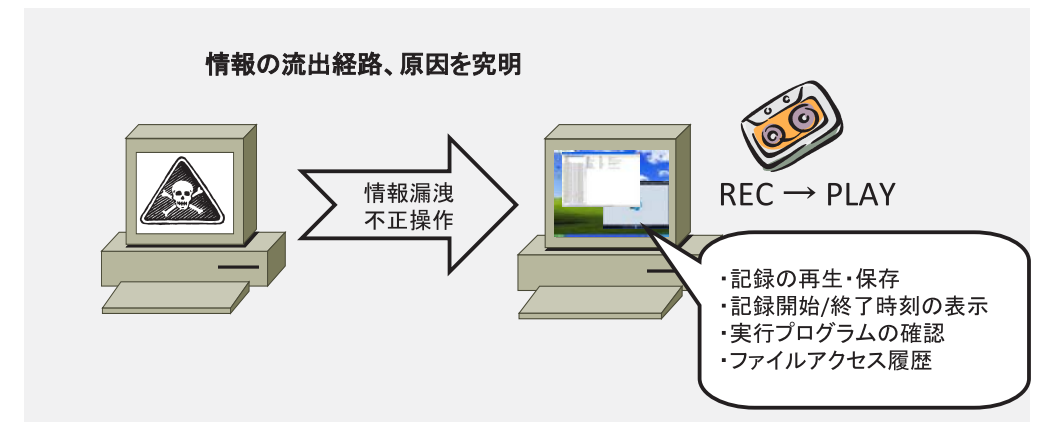 情報の流出経路、原因を究明
情報漏洩
不正操作
REC → PLAY
・記録の再生・保存
・記録開始/終了時刻の表示
・実行プログラムの確認
・ファイルアクセス履歴